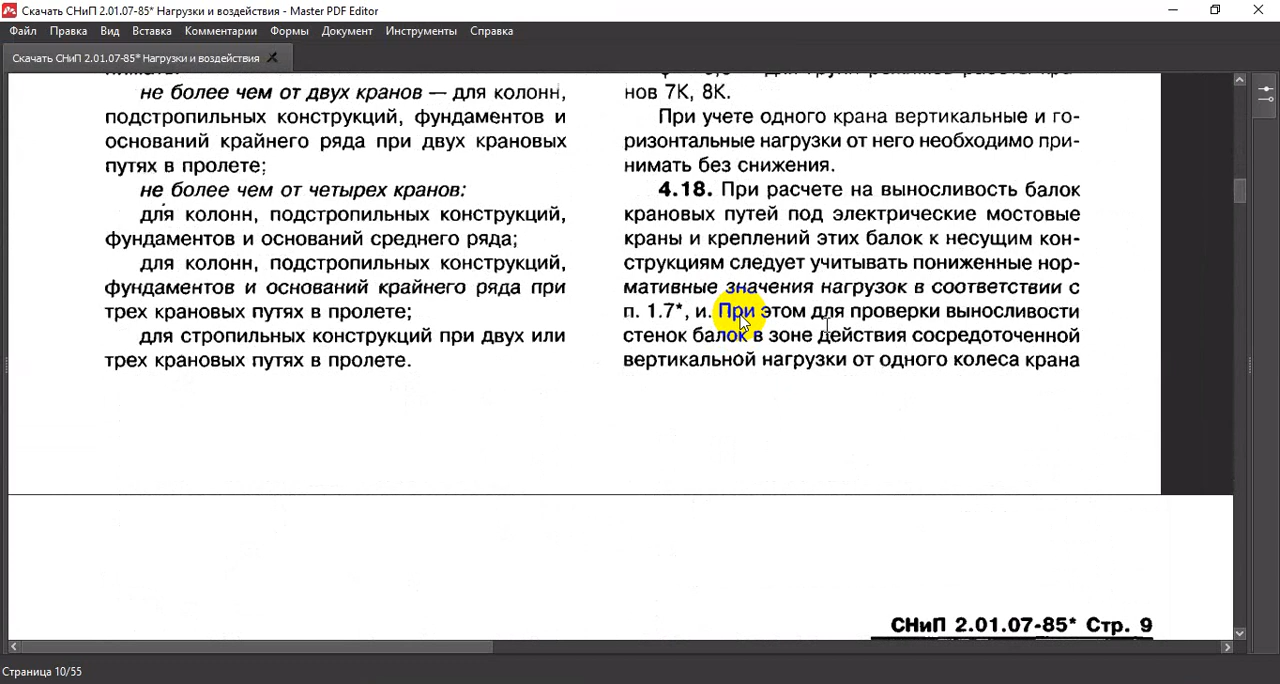 Скачать СНиП 2.01.07-85* Нагрузки и воздействия - Master PDF Editor
Файл Правка Вид Вставка Комментарии Формы Документ Инструменты Справка
Скачать СНиП 2.01.07-85* Нагрузки и воздействия
не более чем от двух кранов — для колонн,
подстропильных конструкций, фундаментов и
оснований крайнего ряда при двух крановых
путях в пролете;
не более чем от четырех кранов:
для колонн, подстропильных конструкций,
фундаментов и оснований среднего ряда;
для колонн, подстропильных конструкций,
фундаментов и оснований крайнего ряда при
трех крановых путях в пролете;
для стропильных конструкций при двух или
трех крановых путях в пролете.
нов 7К, 8К.
При учете одного крана вертикальные и го-
ризонтальные нагрузки от него необходимо при-
нимать без снижения.
4.18. При расчете на выносливость балок
крановых путей под электрические мостовые
краны и креплений этих балок к несущим кон-
струкциям следует учитывать пониженные нор-
мативные значения нагрузок в соответствии с
п. 1.7*, и. При этом для проверки выносливости
стенок балок в зоне действия сосредоточенной
вертикальной нагрузки от одного колеса крана
СНиП 2.01.07-85* Стр. 9
Страница 10/55